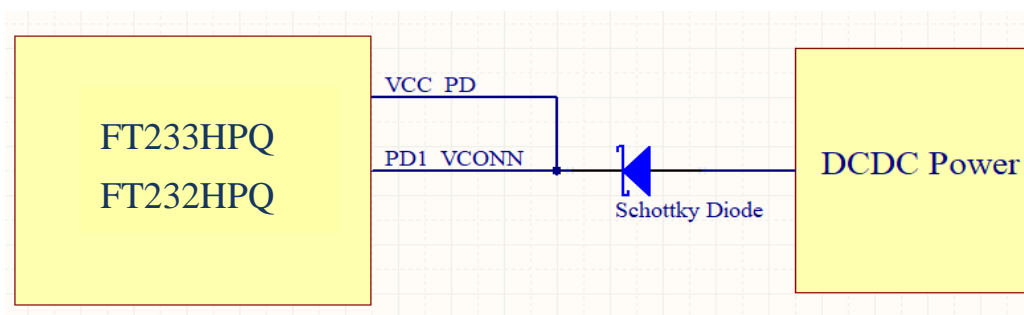 VCC_PD
FT233HPQ
FT232HPQ
PD1_VCONN
DCDC Power
Schottky Diode